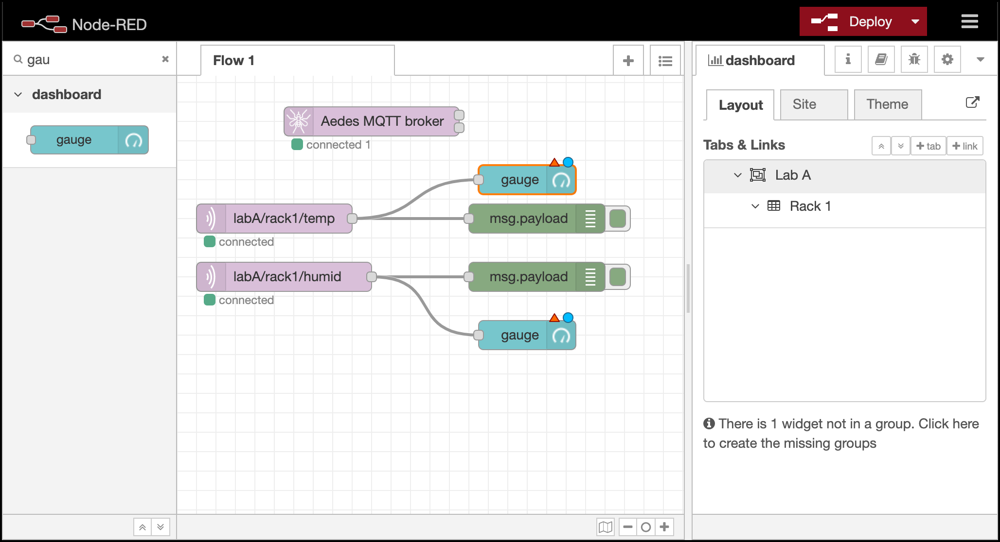 Node-RED
Deploy
gau
Flow 1
dashboard
dashboard
gauge
Aedes MQTT broker
connected 1
gauge
labA/rack1/temp
msg.payload
connected
labA/rack1/humid
msg.payload
connected
gauge
Layout
Site
Theme
Tabs & Links
tab
link
Lab A
Rack 1
There is 1 widget not in a group. Click here
to create the missing groups